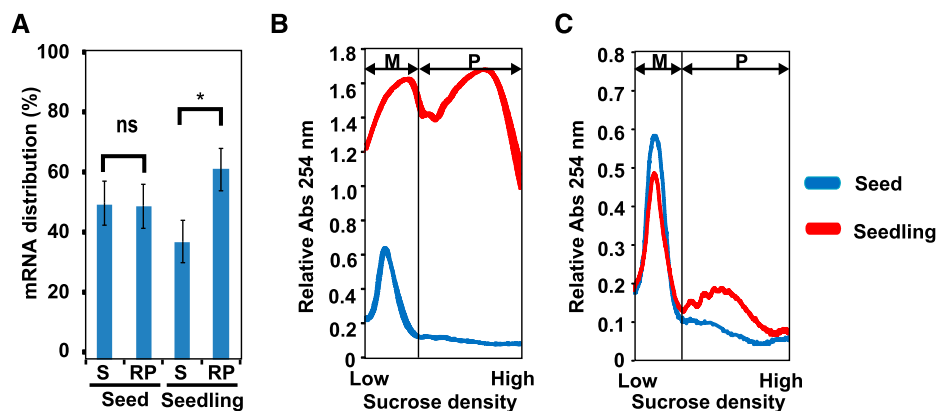 A
mRNA distribution (%)
100
80
60
40
20
0
ns
*
S RP S RP
Seed Seedling
B
Relative Abs 254 nm
1.8
1.6
1.4
1.2
1.0
0.6
0.4
0.2
0
M P
Low High
Sucrose density
C
Relative Abs 254 nm
0.8
0.6
0.5
0.4
0.3
0.2
0.1
0
M P
Low High
Sucrose density
Seed
Seedling